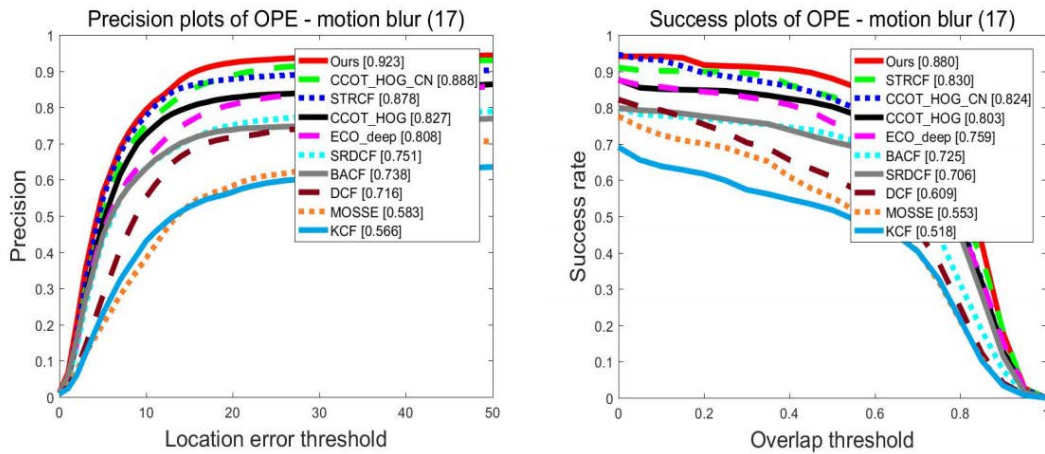 Precision plots of OPE - motion blur (17)
1
0.9
0.8
0.7
0.6
0.5
0.4
0.3
0.2
0.1
0
Precision
Ours [0.923]
CCOT_HOG_CN [0.888]
STRCF [0.878]
CCOT_HOG [0.827]
ECO_deep [0.808]
SRDCF [0.751]
BACF [0.738]
DCF [0.716]
MOSSE [0.583]
KCF [0.566]
0 10 20 30 40 50
Location error threshold
Success plots of OPE - motion blur (17)
1
0.9
0.8
0.7
0.6
0.5
0.4
0.3
0.2
0.1
0
Success rate
Ours [0.880]
STRCF [0.830]
CCOT_HOG_CN [0.824]
CCOT_HOG [0.803]
ECO_deep [0.759]
BACF [0.725]
SRDCF [0.706]
DCF [0.609]
MOSSE [0.553]
KCF [0.518]
0 0.2 0.4 0.6 0.8 1
Overlap threshold